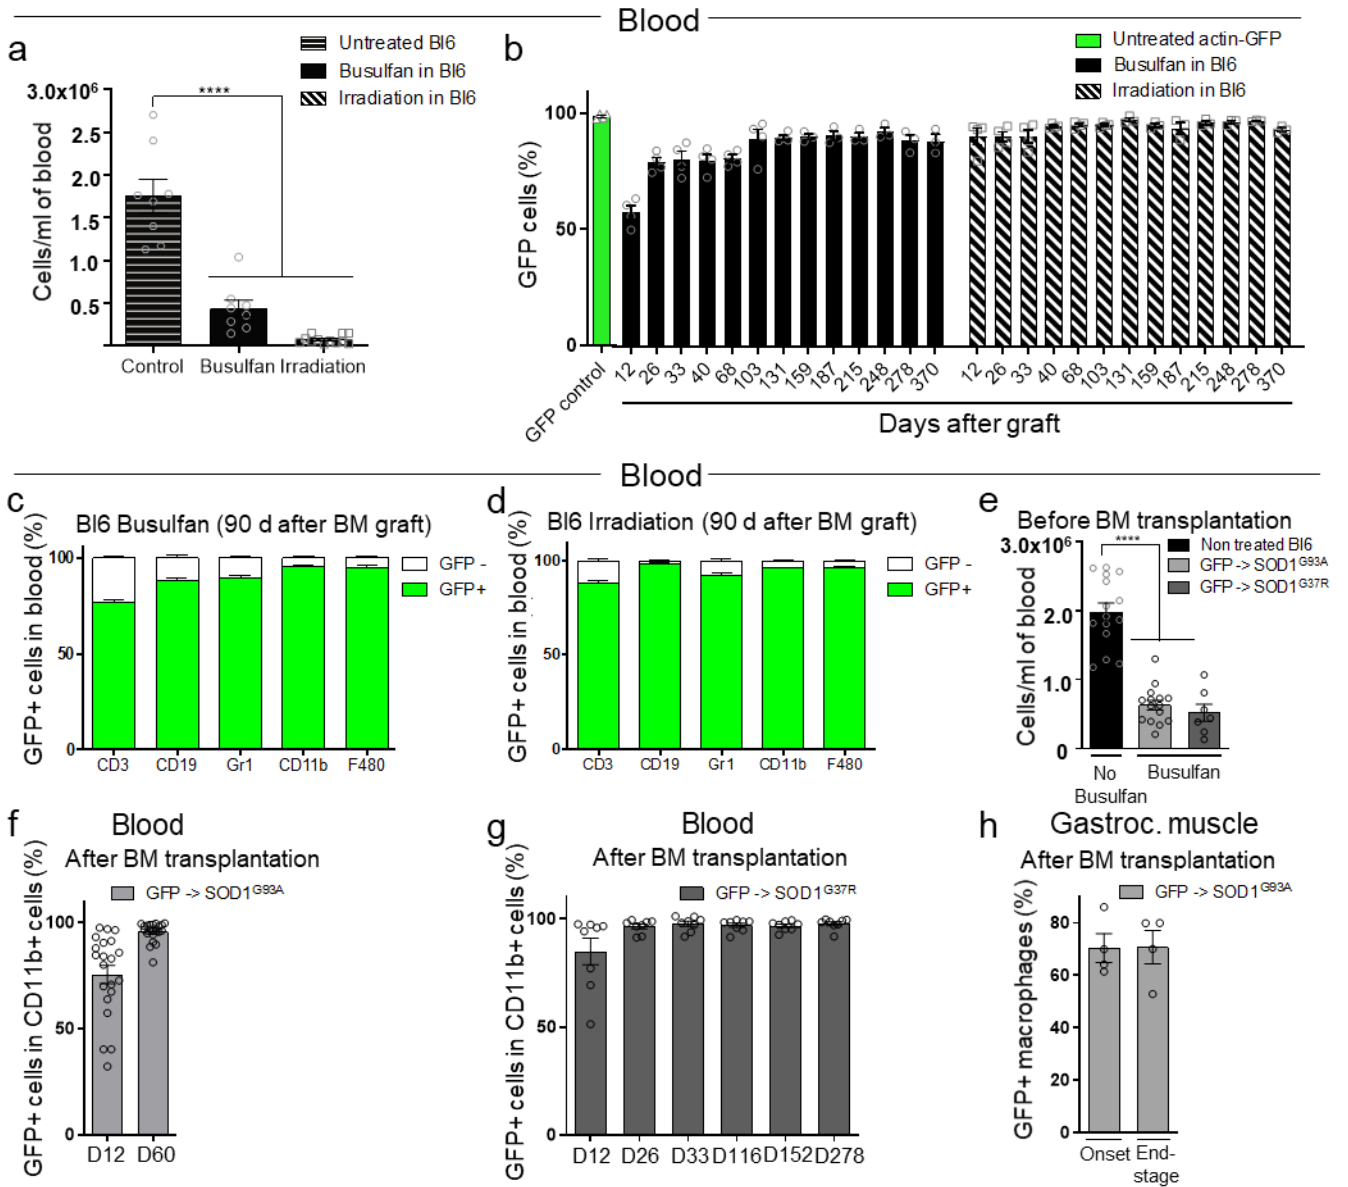 Blood
a
Untreated Bl6
Busulfan in Bl6
Irradiation in Bl6
3.0x10⁶
2.5
2.0
1.5
1.0
0.5
Cells/ml of blood
****
Control
Busulfan
Irradiation
b
Untreated actin-GFP
Busulfan in Bl6
Irradiation in Bl6
GFP cells (%)
100
50
0
GFP control
12 26 33 40 68 103 131 159 187 215 248 278 370
12 26 33 40 68 103 131 159 187 215 248 278 370
Days after graft
Blood
c
Bl6 Busulfan (90 d after BM graft)
GFP+ cells in blood (%)
100
50
0
GFP -
GFP+
CD3 CD19 Gr1 CD11b F480
d
Bl6 Irradiation (90 d after BM graft)
GFP+ cells in blood (%)
100
50
0
GFP -
GFP+
CD3 CD19 Gr1 CD11b F480
e
Before BM transplantation
3.0x10⁶
2.0
1.0
0
Cells/ml of blood
****
Non treated Bl6
GFP -> SOD1ᴳ⁹³ᴬ
GFP -> SOD1ᴳ³⁷ᴿ
No
Busulfan
Busulfan
f
Blood
After BM transplantation
GFP -> SOD1ᴳ⁹³ᴬ
GFP+ cells in CD11b+ cells (%)
100
50
0
D12 D60
g
Blood
After BM transplantation
GFP -> SOD1ᴳ³⁷ᴿ
GFP+ cells in CD11b+ cells (%)
100
50
0
D12 D26 D33 D116 D152 D278
h
Gastroc. muscle
After BM transplantation
GFP -> SOD1ᴳ⁹³ᴬ
GFP+ macrophages (%)
80
60
40
20
0
Onset
End-
stage